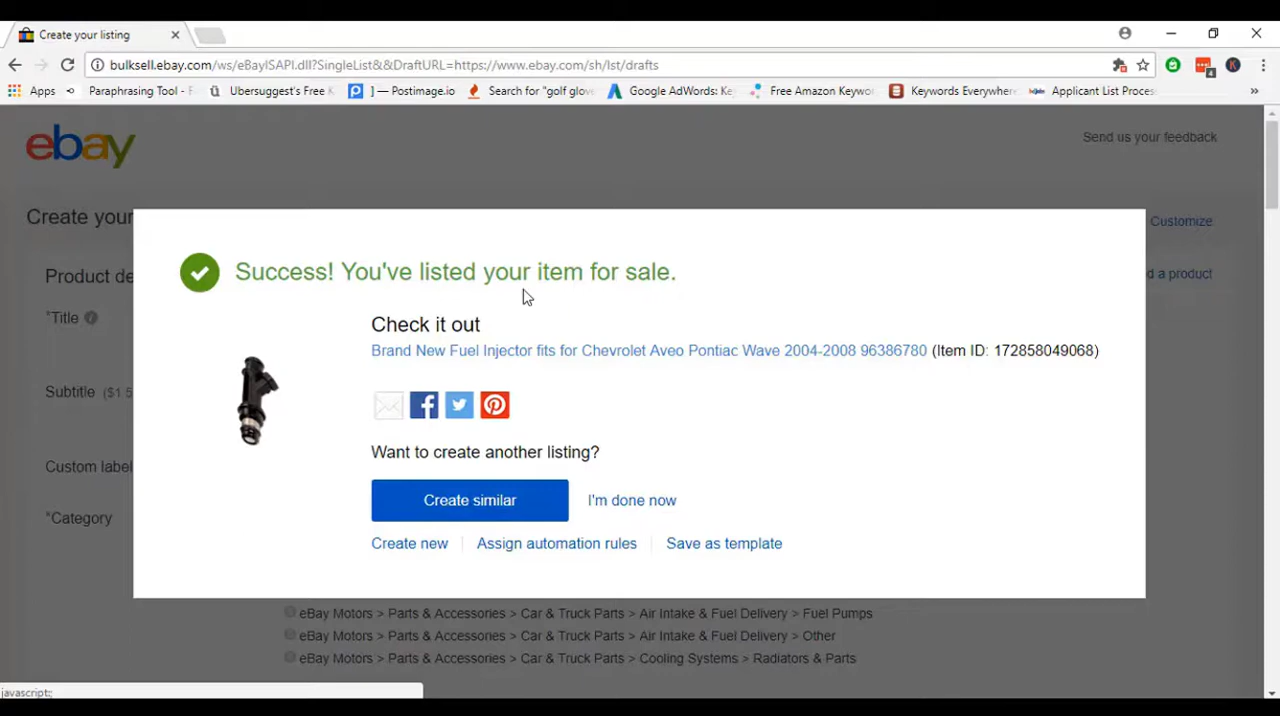 Create your listing
bulksell.ebay.com/ws/eBayISAPI.dll?SingleList&&DraftURL=https://www.ebay.com/sh/lst/drafts
4
K
Apps
Paraphrasing Tool - F
Ubersuggest's Free K
] — Postimage.io
Search for "golf glov
Google AdWords: Ke
Free Amazon Keywo
Keywords Everywher
Applicant List Proces
»
ebay
Send us your feedback
Create your
Customize
Product de
d a product
*Title
Subtitle ($1.5
Custom label
*Category
Success! You've listed your item for sale.
Check it out
Brand New Fuel Injector fits for Chevrolet Aveo Pontiac Wave 2004-2008 96386780 (Item ID: 172858049068)
Want to create another listing?
Create similar I'm done now
Create new Assign automation rules Save as template
eBay Motors > Parts & Accessories > Car & Truck Parts > Air Intake & Fuel Delivery > Fuel Pumps
eBay Motors > Parts & Accessories > Car & Truck Parts > Air Intake & Fuel Delivery > Other
eBay Motors > Parts & Accessories > Car & Truck Parts > Cooling Systems > Radiators & Parts
javascript:;